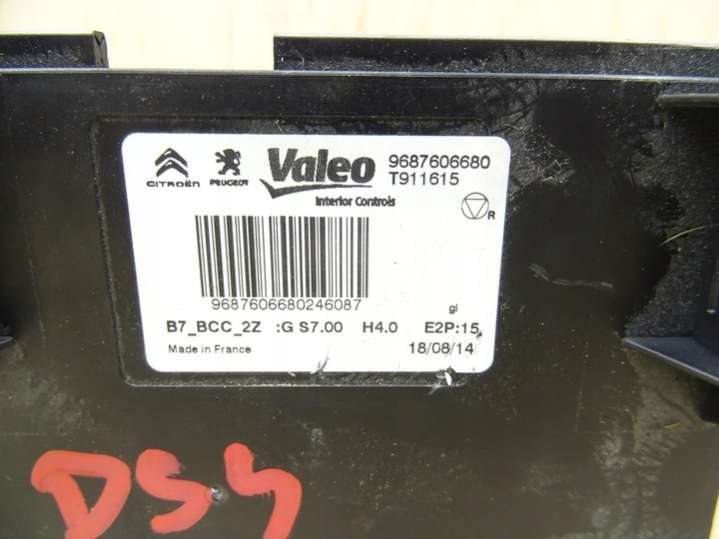 CITROËN PEUGEOT Valeo 9687606680
T911615
Interior Controls
R
9687606680246087
gl
B7_BCC_2Z :G S7.00 H4.0 E2P:15
Made in France 18/08/14
DS5